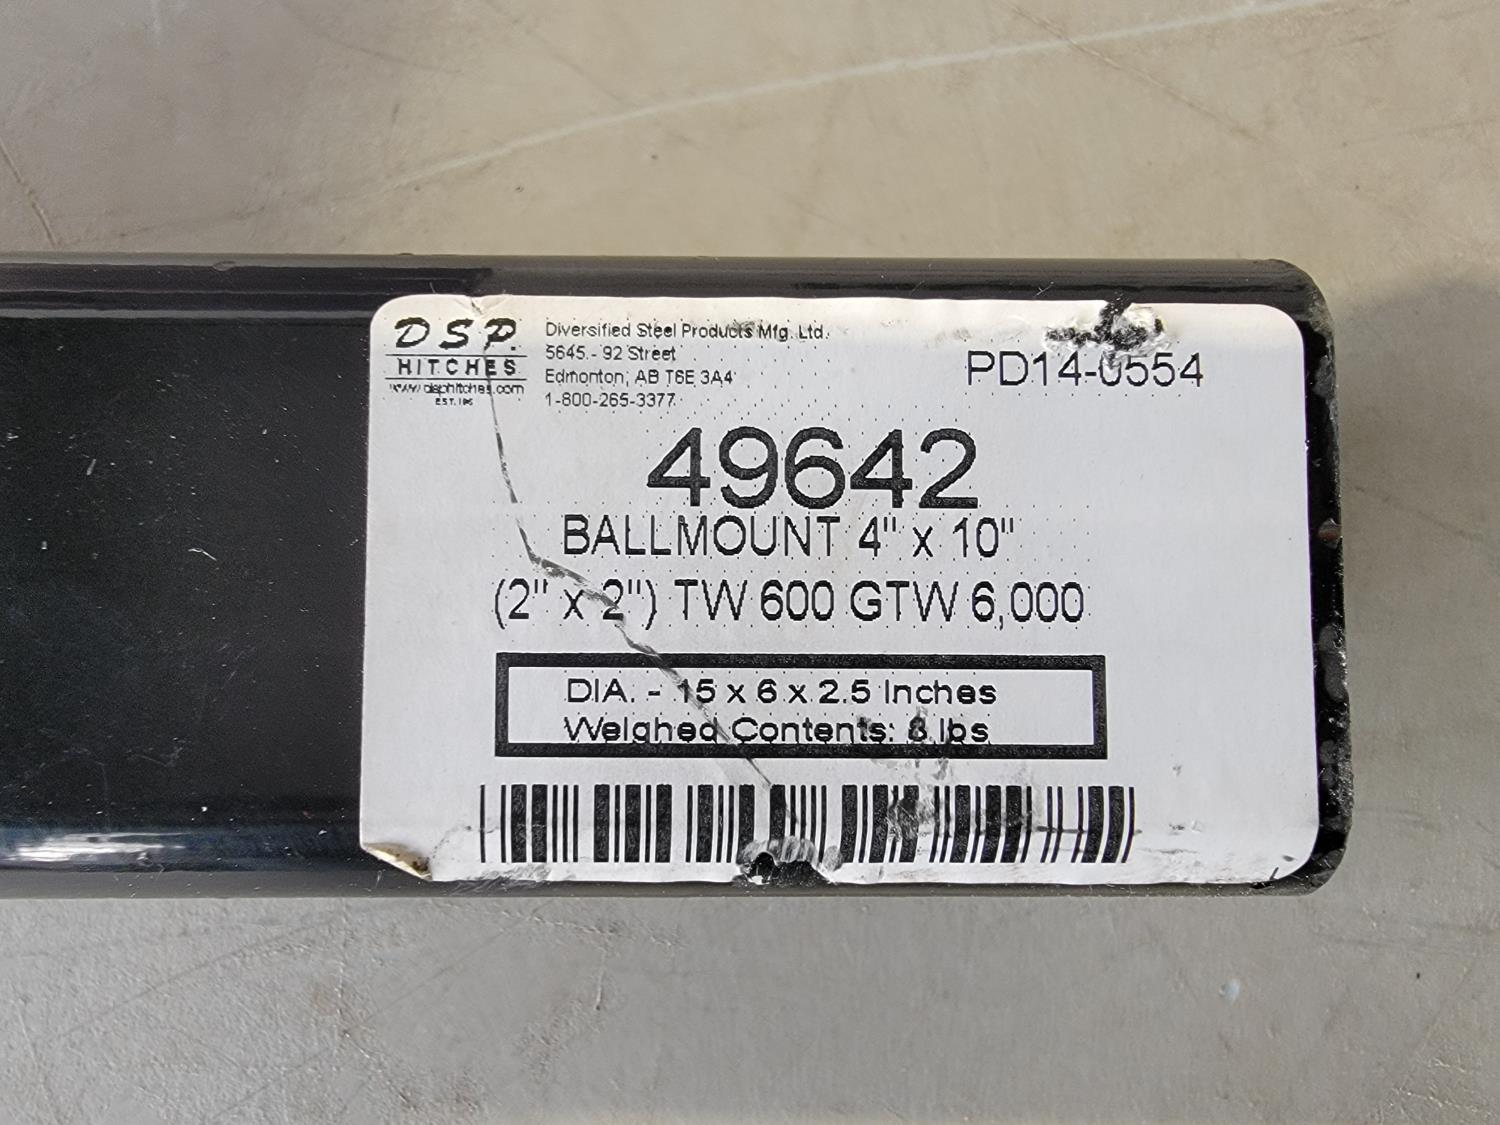 DSP.
HITCHES
www.dsphitches.com
Diversified Steel Products Mfg. Ltd.
5645 - 92 Street
Edmonton, AB T6E 3A4
1-800-265-3377
PD14-0554
49642
BALLMOUNT 4" x 10"
(2" x 2") TW 600 GTW 6,000
DIA. - 15 x 6 x 2.5 Inches
Weighed Contents: 8 lbs